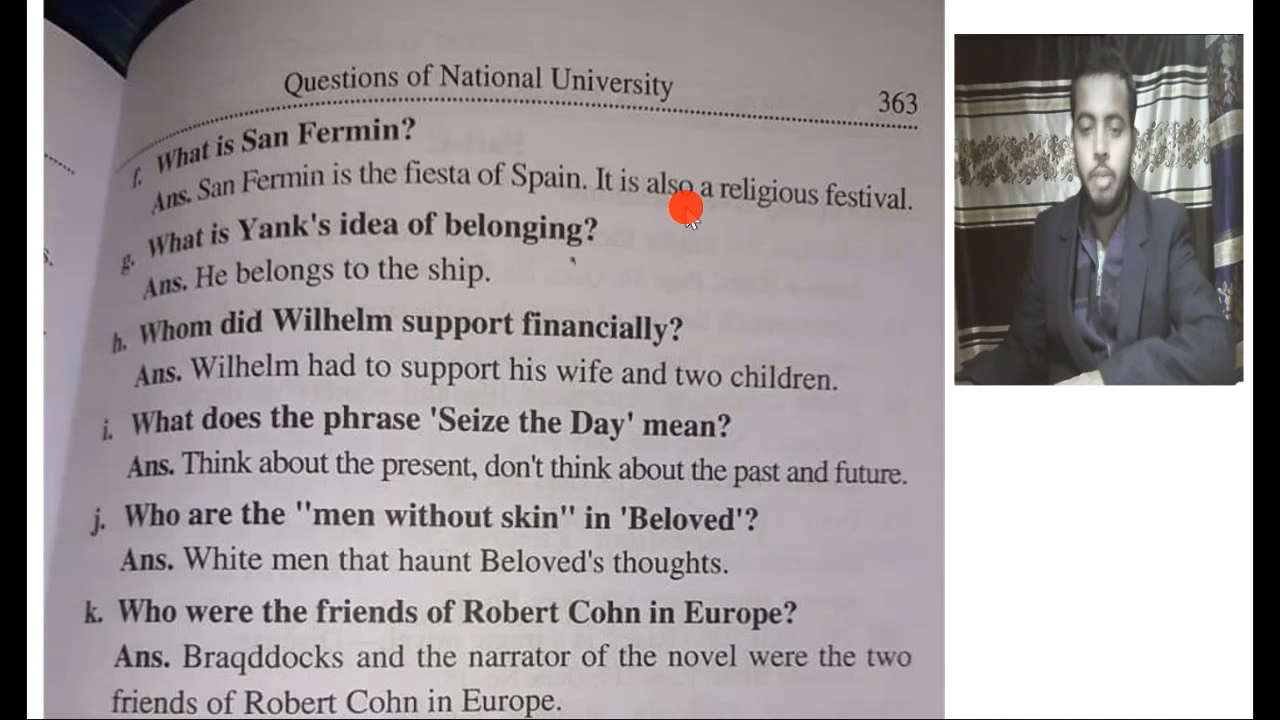 Questions of National University 363
f. What is San Fermin?
Ans. San Fermin is the fiesta of Spain. It is also a religious festival.
g. What is Yank's idea of belonging?
Ans. He belongs to the ship.
h. Whom did Wilhelm support financially?
Ans. Wilhelm had to support his wife and two children.
i. What does the phrase 'Seize the Day' mean?
Ans. Think about the present, don't think about the past and future.
j. Who are the "men without skin" in 'Beloved'?
Ans. White men that haunt Beloved's thoughts.
k. Who were the friends of Robert Cohn in Europe?
Ans. Braqddocks and the narrator of the novel were the two
friends of Robert Cohn in Europe.